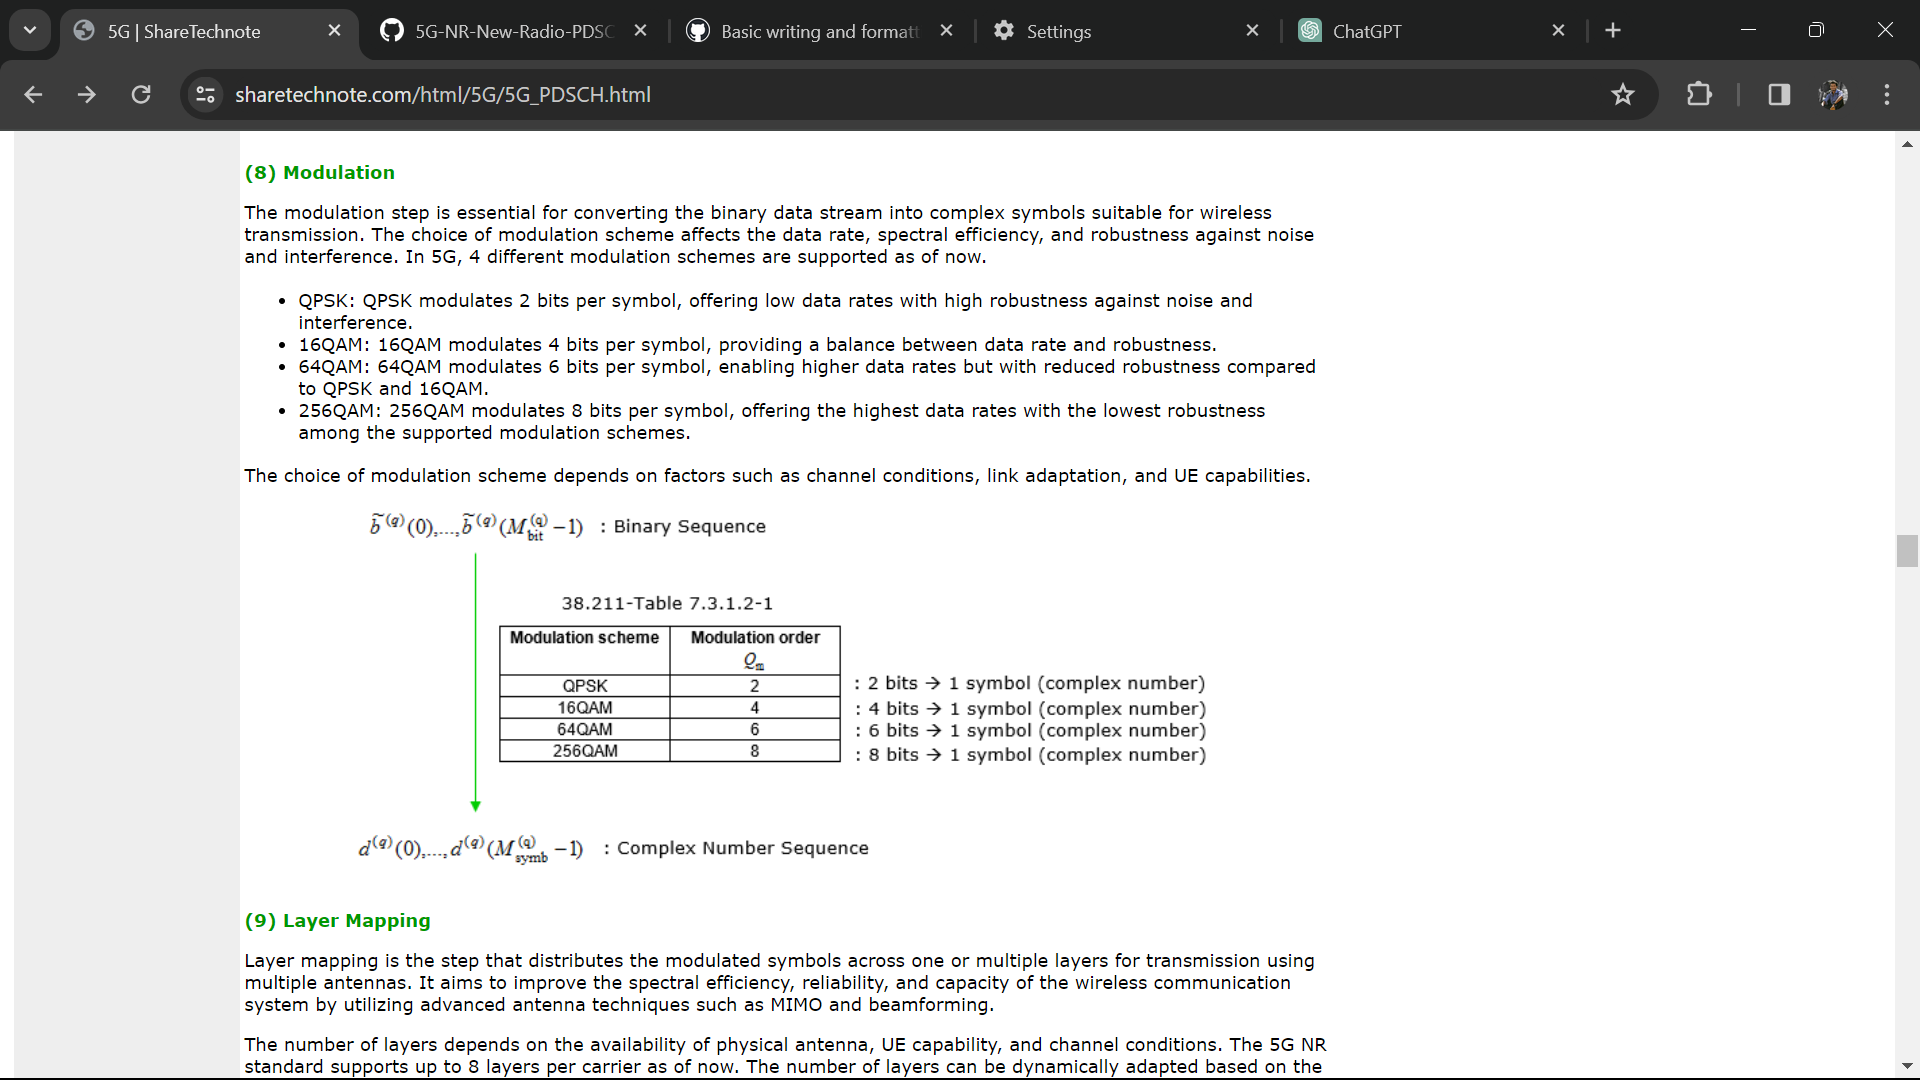 5G | ShareTechnote
5G-NR-New-Radio-PDSC
Basic writing and formatt
Settings
ChatGPT
sharetechnote.com/html/5G/5G_PDSCH.html
(8) Modulation
The modulation step is essential for converting the binary data stream into complex symbols suitable for wireless
transmission. The choice of modulation scheme affects the data rate, spectral efficiency, and robustness against noise
and interference. In 5G, 4 different modulation schemes are supported as of now.
• QPSK: QPSK modulates 2 bits per symbol, offering low data rates with high robustness against noise and
interference.
• 16QAM: 16QAM modulates 4 bits per symbol, providing a balance between data rate and robustness.
• 64QAM: 64QAM modulates 6 bits per symbol, enabling higher data rates but with reduced robustness compared
to QPSK and 16QAM.
• 256QAM: 256QAM modulates 8 bits per symbol, offering the highest data rates with the lowest robustness
among the supported modulation schemes.
The choice of modulation scheme depends on factors such as channel conditions, link adaptation, and UE capabilities.
b̃^(q)(0),...,b̃^(q)(M_bit^(q) −1) : Binary Sequence
38.211-Table 7.3.1.2-1
Modulation scheme Modulation order
Q_m
QPSK 2 : 2 bits → 1 symbol (complex number)
16QAM 4 : 4 bits → 1 symbol (complex number)
64QAM 6 : 6 bits → 1 symbol (complex number)
256QAM 8 : 8 bits → 1 symbol (complex number)
d^(q)(0),...,d^(q)(M_symb^(q) −1) : Complex Number Sequence
(9) Layer Mapping
Layer mapping is the step that distributes the modulated symbols across one or multiple layers for transmission using
multiple antennas. It aims to improve the spectral efficiency, reliability, and capacity of the wireless communication
system by utilizing advanced antenna techniques such as MIMO and beamforming.
The number of layers depends on the availability of physical antenna, UE capability, and channel conditions. The 5G NR
standard supports up to 8 layers per carrier as of now. The number of layers can be dynamically adapted based on the